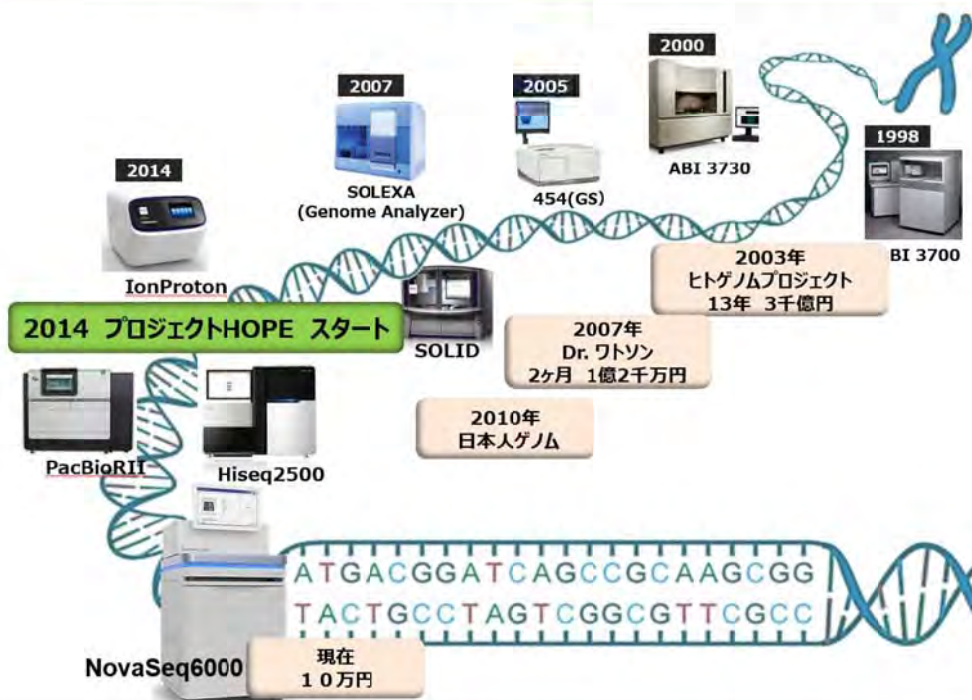 2000
2007
2005
1998
2014
ABI 3730
SOLEXA
(Genome Analyzer)
454(GS)
BI 3700
IonProton
2003年
ヒトゲノムプロジェクト
13年 3千億円
2014 プロジェクトHOPE スタート
SOLID
2007年
Dr. ワトソン
2ヶ月 1億2千万円
2010年
日本人ゲノム
PacBioRII
Hiseq2500
ATGACGGATCAGCCGCAAGCGG
TACTGCCTAGTCGGCGTTCGCC
NovaSeq6000
現在
10万円